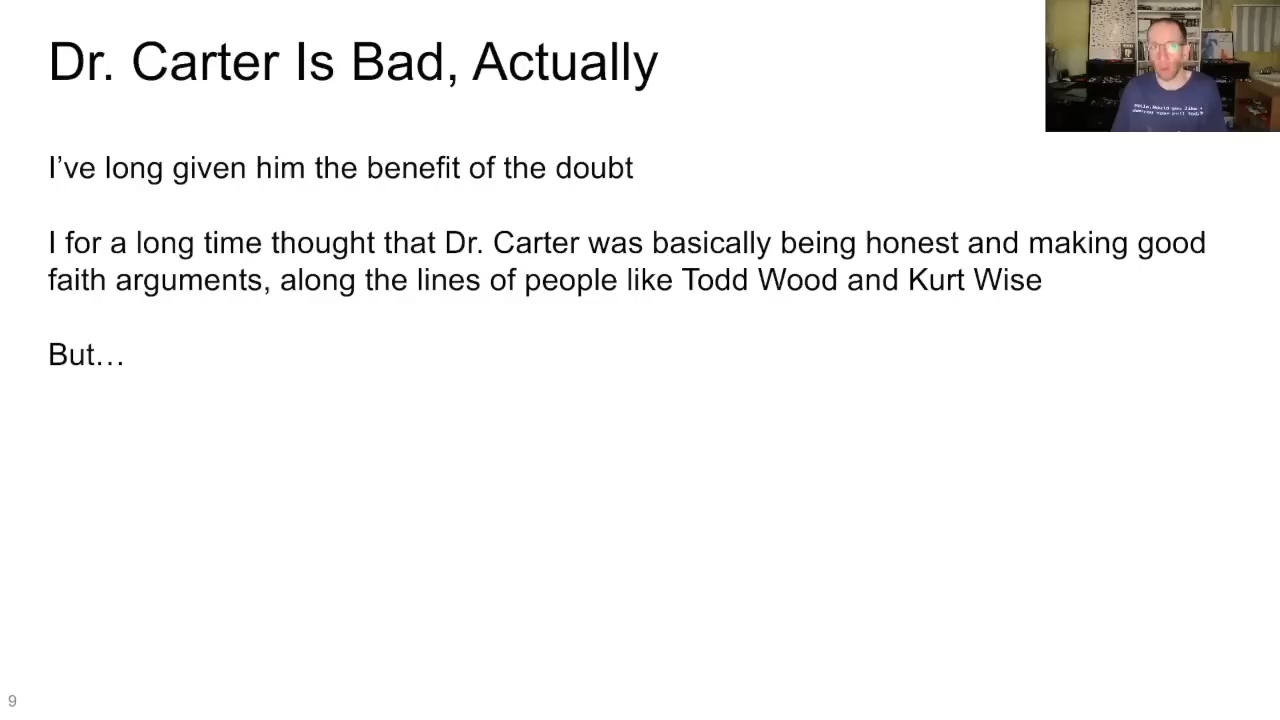 Dr. Carter Is Bad, Actually
I’ve long given him the benefit of the doubt
I for a long time thought that Dr. Carter was basically being honest and making good
faith arguments, along the lines of people like Todd Wood and Kurt Wise
But…
9